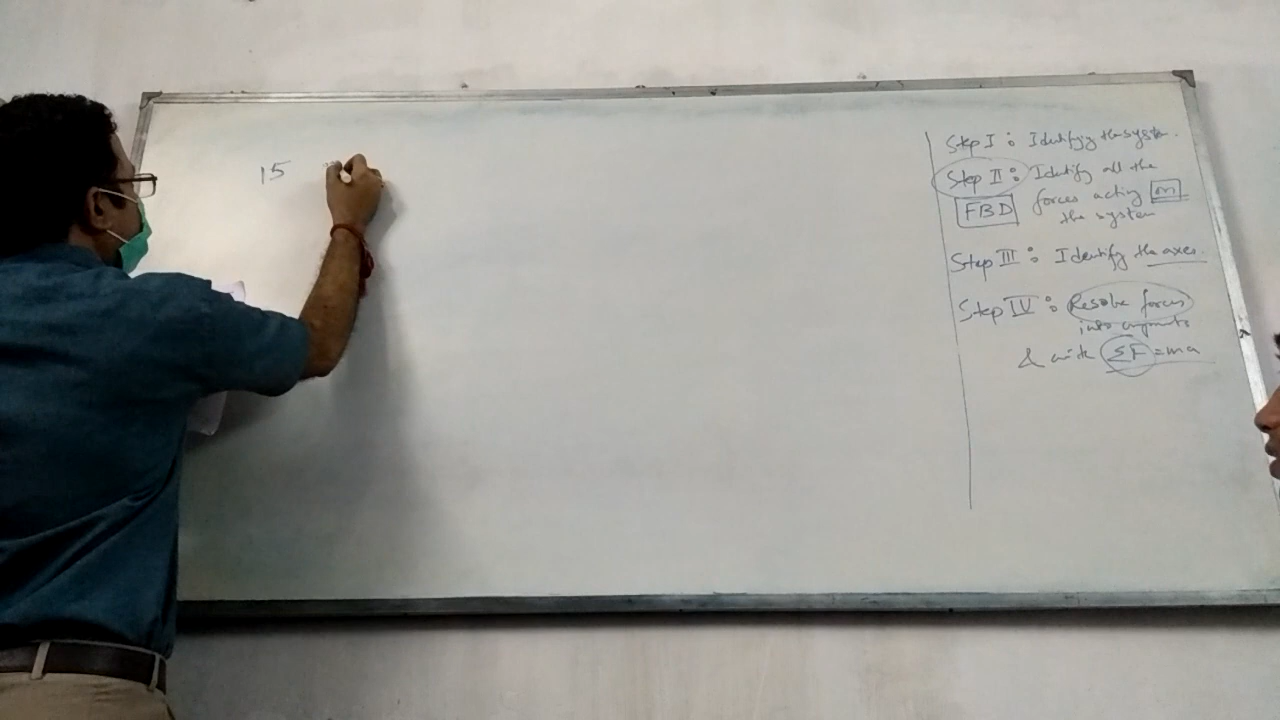 15
Step I : Identifying the system.
Step II : Identify all the
FBD forces acting on
the system
Step III : Identify the axes.
Step IV : Resolve forces
into components
& write ΣF = ma